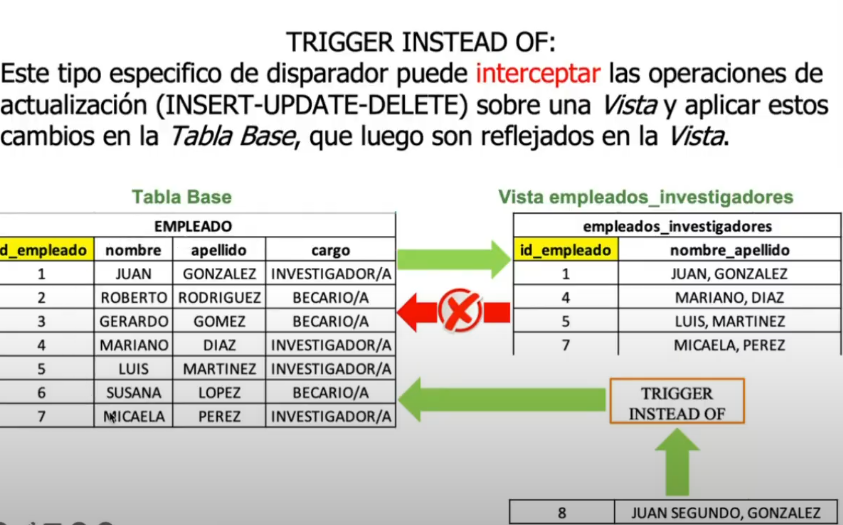 TRIGGER INSTEAD OF:
Este tipo especifico de disparador puede interceptar las operaciones de
actualización (INSERT-UPDATE-DELETE) sobre una Vista y aplicar estos
cambios en la Tabla Base, que luego son reflejados en la Vista.
Tabla Base
EMPLEADO
d_empleado nombre apellido cargo
1 JUAN GONZALEZ INVESTIGADOR/A
2 ROBERTO RODRIGUEZ BECARIO/A
3 GERARDO GOMEZ BECARIO/A
4 MARIANO DIAZ INVESTIGADOR/A
5 LUIS MARTINEZ INVESTIGADOR/A
6 SUSANA LOPEZ BECARIO/A
7 MICAELA PEREZ INVESTIGADOR/A
Vista empleados_investigadores
empleados_investigadores
id_empleado nombre_apellido
1 JUAN, GONZALEZ
4 MARIANO, DIAZ
5 LUIS, MARTINEZ
7 MICAELA, PEREZ
TRIGGER
INSTEAD OF
8 JUAN SEGUNDO, GONZALEZ